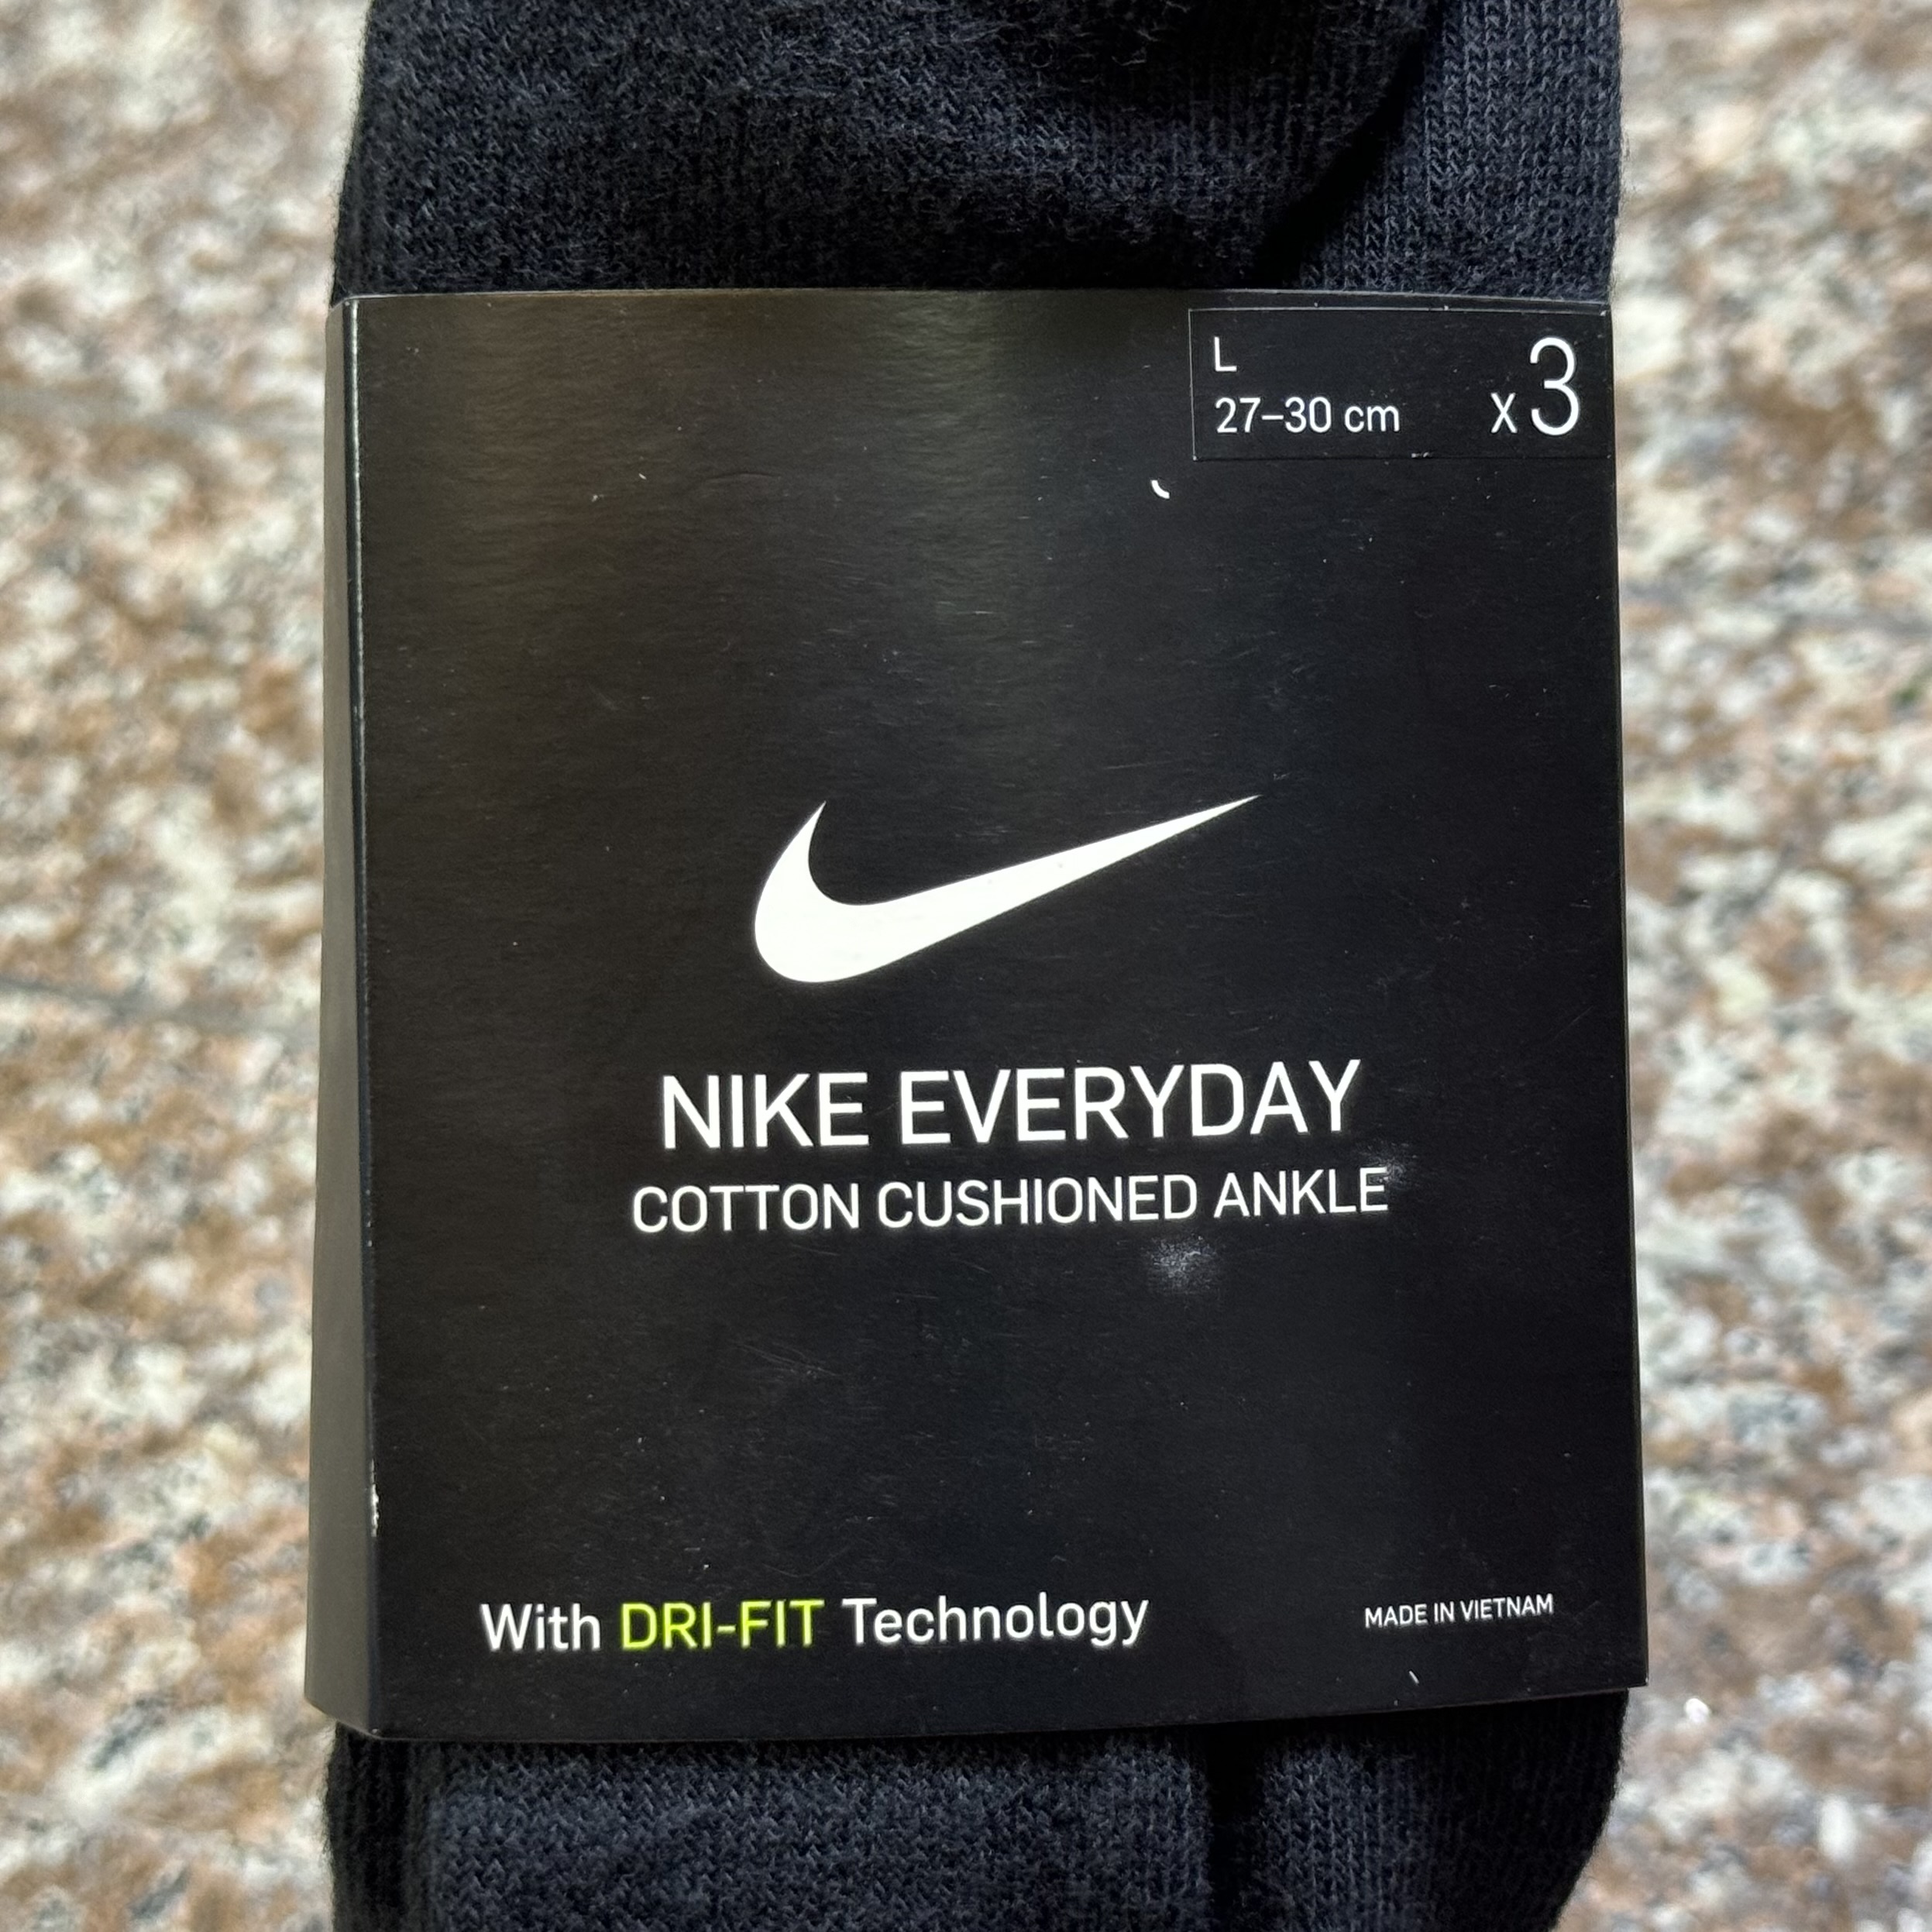 L
27–30 cm
x 3
NIKE EVERYDAY
COTTON CUSHIONED ANKLE
With DRI-FIT Technology
MADE IN VIETNAM